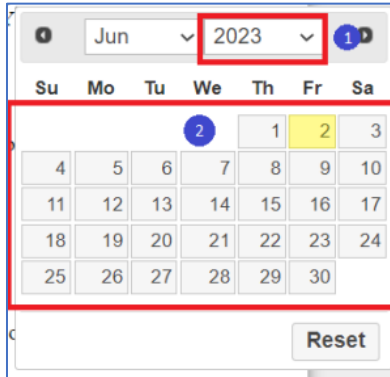 Jun 2023 1
Su Mo Tu We Th Fr Sa
2 1 2 3
4 5 6 7 8 9 10
11 12 13 14 15 16 17
18 19 20 21 22 23 24
25 26 27 28 29 30
Reset